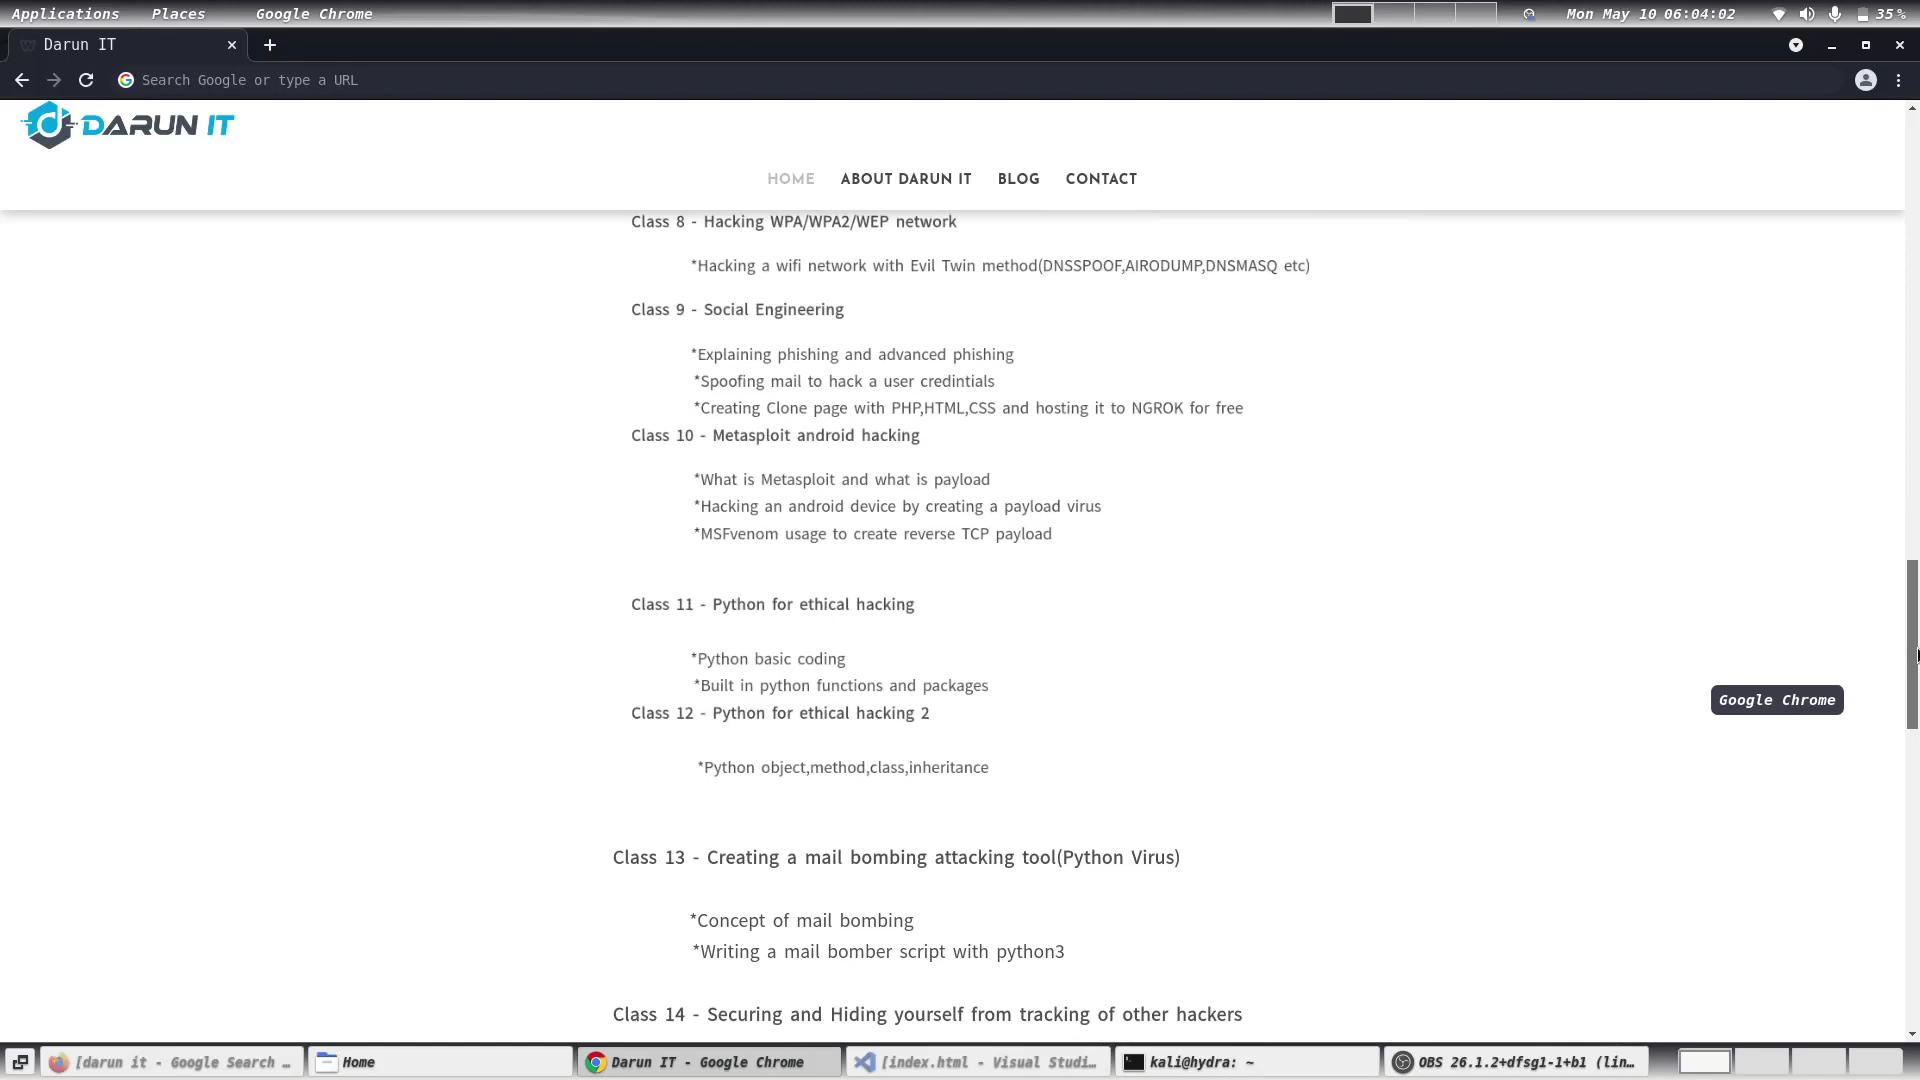 Applications Places Google Chrome Mon May 10 06:04:02 35%
Darun IT
Search Google or type a URL
DARUN IT
HOME ABOUT DARUN IT BLOG CONTACT
Class 8 - Hacking WPA/WPA2/WEP network
*Hacking a wifi network with Evil Twin method(DNSSPOOF,AIRODUMP,DNSMASQ etc)
Class 9 - Social Engineering
*Explaining phishing and advanced phishing
*Spoofing mail to hack a user credintials
*Creating Clone page with PHP,HTML,CSS and hosting it to NGROK for free
Class 10 - Metasploit android hacking
*What is Metasploit and what is payload
*Hacking an android device by creating a payload virus
*MSFvenom usage to create reverse TCP payload
Class 11 - Python for ethical hacking
*Python basic coding
*Built in python functions and packages
Google Chrome
Class 12 - Python for ethical hacking 2
*Python object,method,class,inheritance
Class 13 - Creating a mail bombing attacking tool(Python Virus)
*Concept of mail bombing
*Writing a mail bomber script with python3
Class 14 - Securing and Hiding yourself from tracking of other hackers
[darun it - Google Search … Home Darun IT - Google Chrome [index.html - Visual Studi… kali@hydra: ~ OBS 26.1.2+dfsg1-1+b1 (lin…